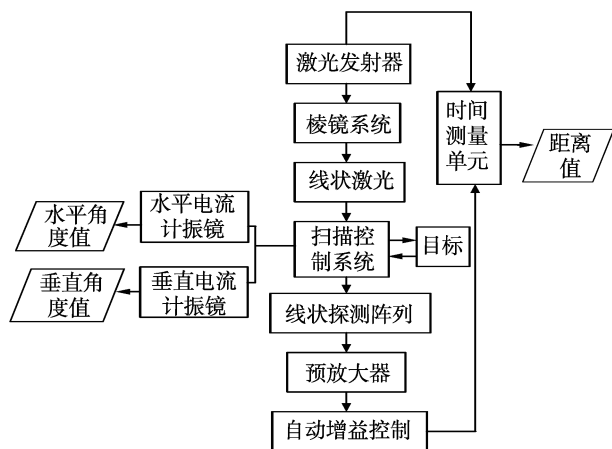 激光发射器
棱镜系统
线状激光
时间
测量
单元
距离
值
水平角
度值
水平电流
计振镜
扫描控
制系统
目标
垂直角
度值
垂直电流
计振镜
线状探测阵列
预放大器
自动增益控制